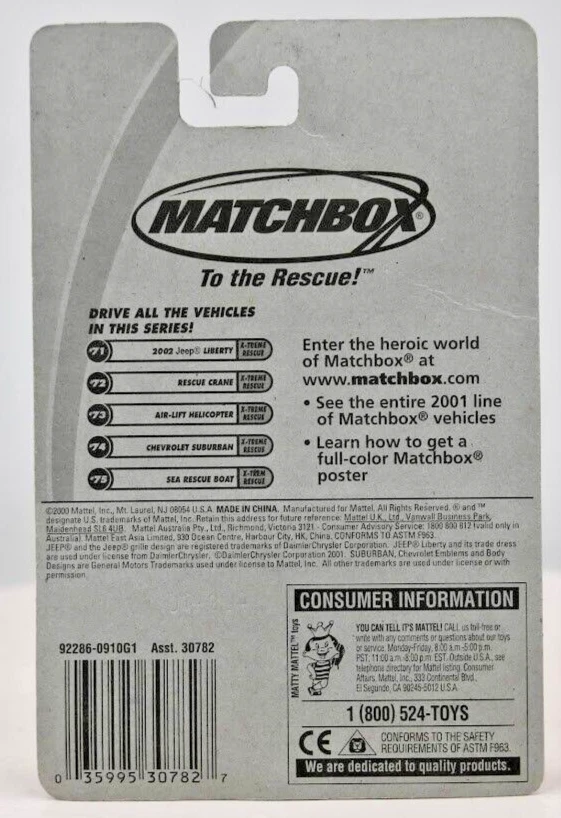 MATCHBOX®
To the Rescue!™
DRIVE ALL THE VEHICLES
IN THIS SERIES!
#71 2002 Jeep® LIBERTY X-TREME RESCUE
#72 RESCUE CRANE X-TREME RESCUE
#73 AIR-LIFT HELICOPTER X-TREME RESCUE
#74 CHEVROLET SUBURBAN X-TREME RESCUE
#75 SEA RESCUE BOAT X-TREM RESCUE
Enter the heroic world
of Matchbox® at
www.matchbox.com
• See the entire 2001 line
of Matchbox® vehicles
• Learn how to get a
full-color Matchbox®
poster
©2000 Mattel, Inc., Mt. Laurel, NJ 08054 U.S.A. MADE IN CHINA. Manufactured for Mattel. All Rights Reserved. ® and ™
designate U.S. trademarks of Mattel, Inc. Retain this address for future reference: Mattel U.K., Ltd., Vanwall Business Park,
Maidenhead SL6 4UB. Mattel Australia Pty., Ltd., Richmond, Victoria 3121 - Consumer Advisory Service: 1800 800 812 (valid only in
Australia). Mattel East Asia Limited, 930 Ocean Centre, Harbour City, HK, China. CONFORMS TO ASTM F963.
JEEP® and the Jeep® grille design are registered trademarks of DaimlerChrysler Corporation. JEEP® Liberty and its trade dress
are used under license from DaimlerChrysler. ©DaimlerChrysler Corporation 2001. SUBURBAN, Chevrolet Emblems and Body
Designs are General Motors Trademarks used under license to Mattel, Inc. All other trademarks are used under license or with
permission.
92286-0910G1 Asst. 30782
0 35995 30782 7
CONSUMER INFORMATION
MATTY MATTEL™ toys
YOU CAN TELL IT'S MATTEL! CALL us toll-free or
write with any comments or questions about our toys
or service. Monday-Friday, 8:00 a.m.-5:00 p.m.
PST; 11:00 a.m.-8:00 p.m. EST. Outside U.S.A., see
telephone directory for Mattel listing. Consumer
Affairs, Mattel, Inc., 333 Continental Blvd.,
El Segundo, CA 90245-5012 U.S.A.
1 (800) 524-TOYS
CE
CONFORMS TO THE SAFETY
REQUIREMENTS OF ASTM F963.
We are dedicated to quality products.